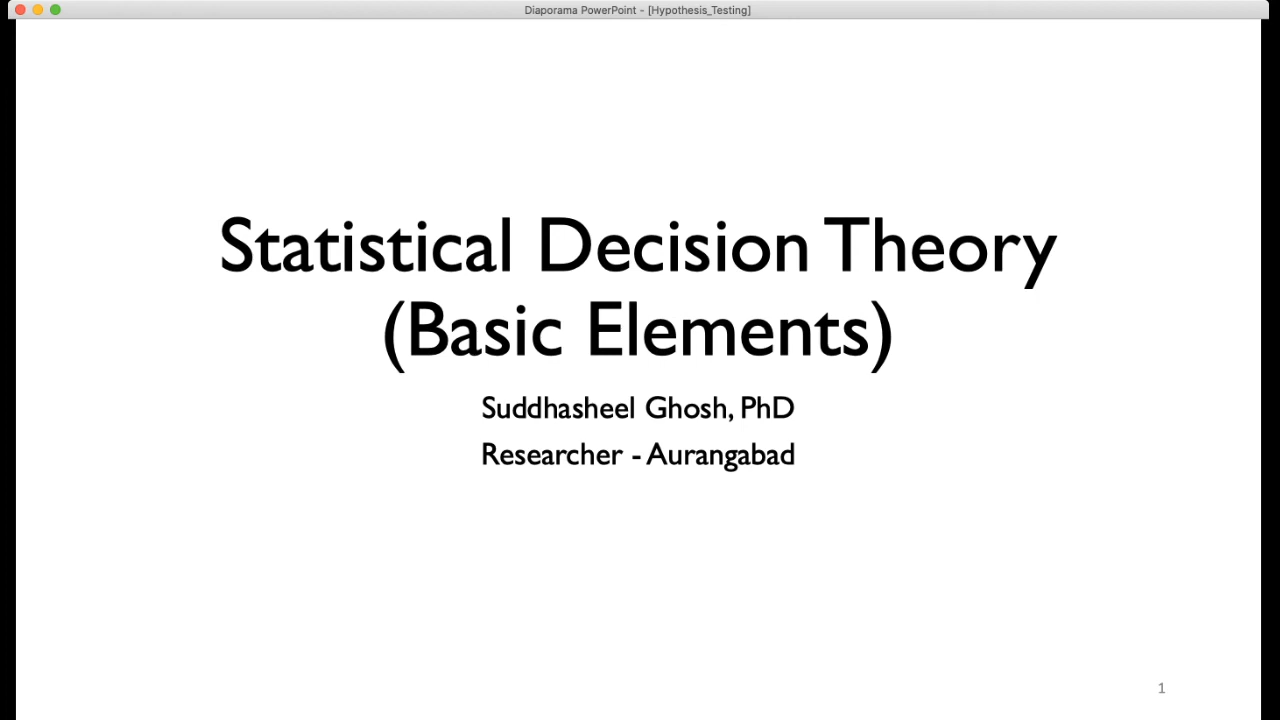 Diaporama PowerPoint - [Hypothesis_Testing]
Statistical Decision Theory
(Basic Elements)
Suddhasheel Ghosh, PhD
Researcher - Aurangabad
1